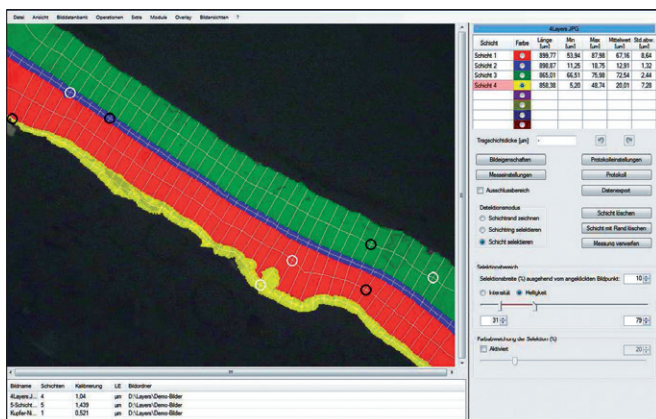 Datei Ansicht Bilddatenbank Operationen Extra Module Overlay Bildansichten ?
4Layers.JPG
Schicht Farbe Länge [µm] Min [µm] Max [µm] Mittelwert [µm] Std.abw. [µm]
Schicht 1 899,77 53,94 87,98 67,16 8,64
Schicht 2 898,87 11,25 18,75 12,91 1,32
Schicht 3 865,01 66,51 75,98 72,54 2,44
Schicht 4 858,38 5,20 48,74 20,01 7,28
Tragschichtdicke [µm] -
Bildeigenschaften Protokolleinstellungen
Messeinstellungen Protokoll
Ausschlussbereich Datenexport
Detektionsmodus
Schichtrand zeichnen
Schichtring selektieren
Schicht selektieren
Schicht löschen
Schicht mit Rand löschen
Messung verwerfen
Selektionsbereich
Selektionsbreite (%) ausgehend vom angeklickten Bildpunkt: 10
Intensität Helligkeit
31 79
Farbabweichung der Selektion (%)
Aktiviert 20
Bildname Schichten Kalibrierung LE Bildordner
4Layers.J... 4 1,04 µm D:\Layers\Demo-Bilder
5-Schicht... 5 1,439 µm D:\Layers\Demo-Bilder
Kupfer-Ni... 1 0,521 µm D:\Layers\Demo-Bilder